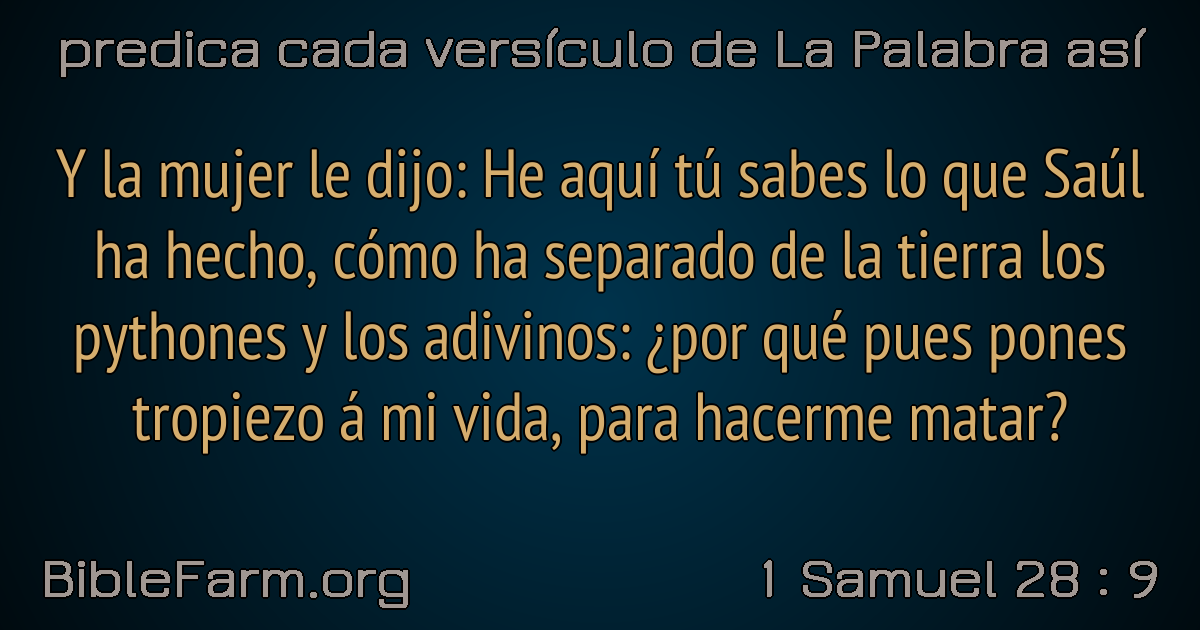 predica cada versículo de La Palabra así
Y la mujer le dijo: He aquí tú sabes lo que Saúl
ha hecho, cómo ha separado de la tierra los
pythones y los adivinos: ¿por qué pues pones
tropiezo á mi vida, para hacerme matar?
BibleFarm.org
1 Samuel 28 : 9